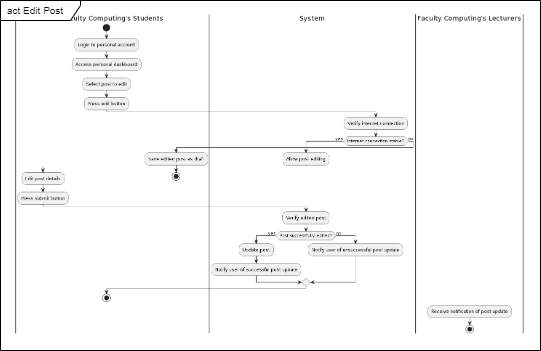 act Edit Post
culty Computing's Students
System
Faculty Computing's Lecturers
Login to personal account
Access personal dashboard
Select post to edit
Press edit button
Verify internet connection
yes
Internet connection stable?
no
Save edited post as draft
Allow post editing
Edit post details
Press submit button
Verify edited post
yes
Post successfully edited?
no
Update post
Notify user of unsuccessful post update
Notify user of successful post update
Receive notification of post update